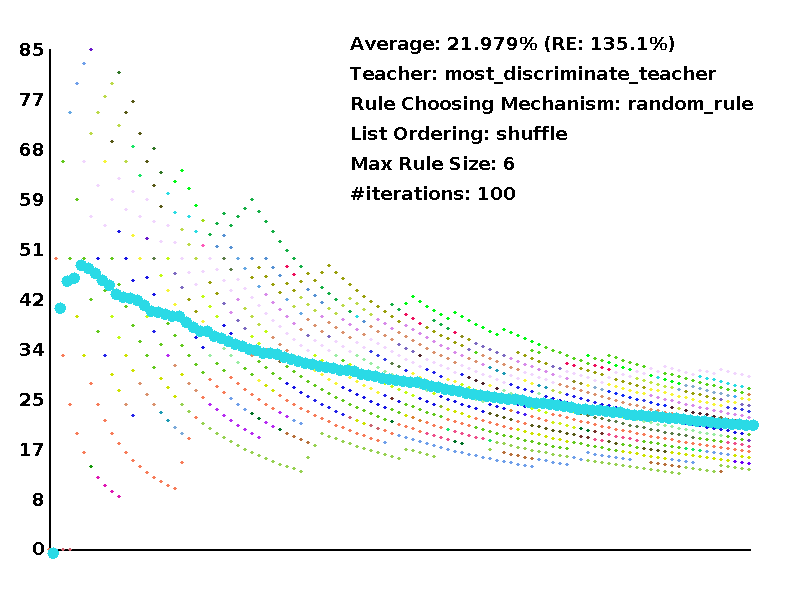 Average: 21.979% (RE: 135.1%)
Teacher: most_discriminate_teacher
Rule Choosing Mechanism: random_rule
List Ordering: shuffle
Max Rule Size: 6
#iterations: 100
85
77
68
59
51
42
34
25
17
8
0